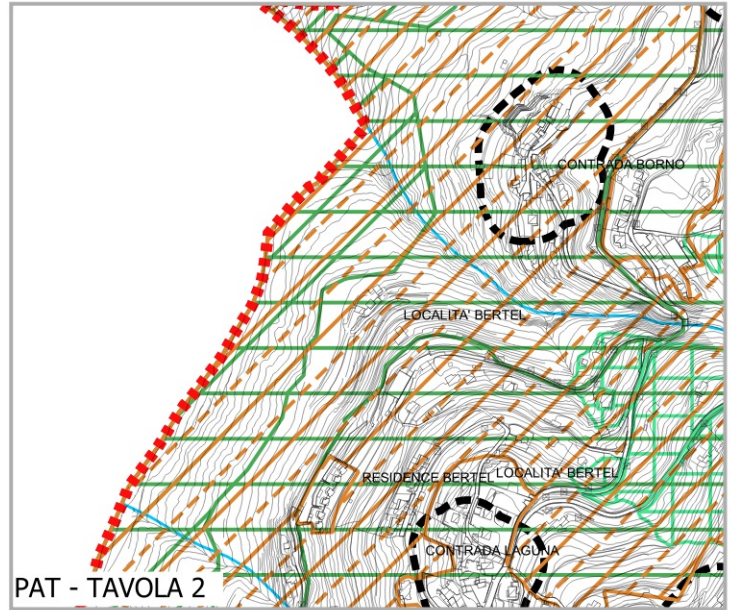 CONTRADA BORNO
LOCALITA' BERTEL
RESIDENCE BERTEL
LOCALITA' BERTEL
CONTRADA LAGUNA
PAT - TAVOLA 2